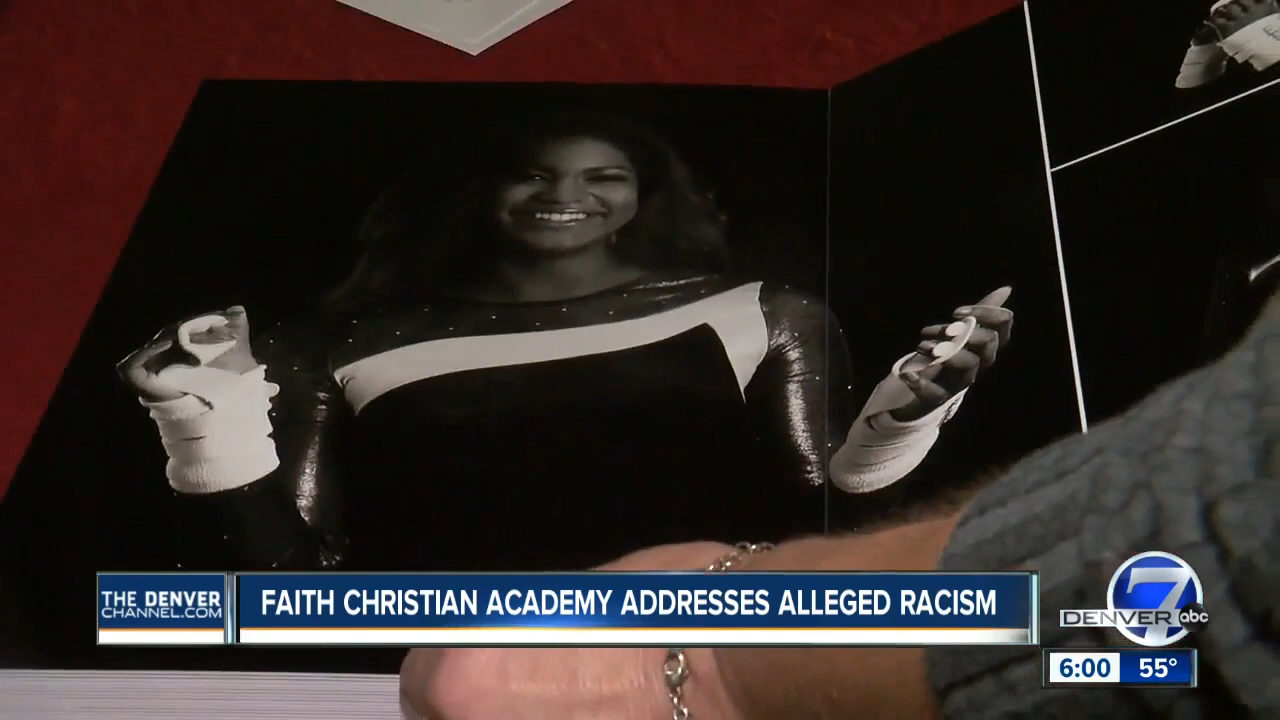 THE DENVER
CHANNEL.COM
FAITH CHRISTIAN ACADEMY ADDRESSES ALLEGED RACISM
7
DENVER abc
6:00 55°